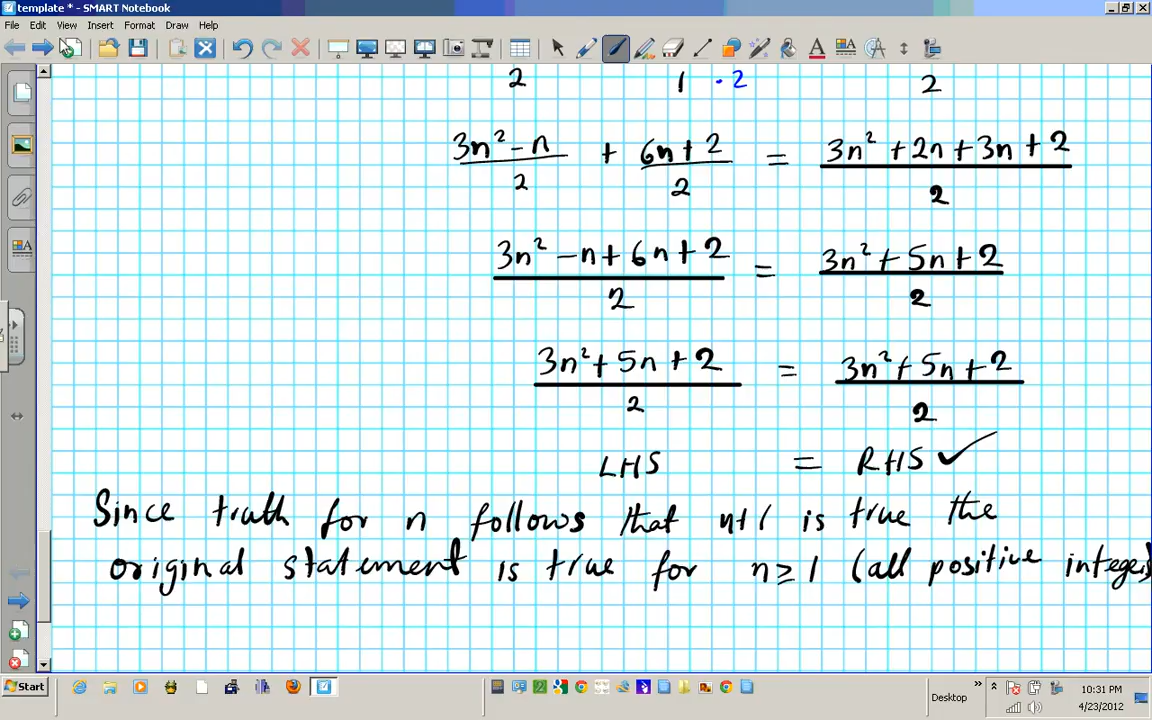 template * - SMART Notebook
File Edit View Insert Format Draw Help
2 1 · 2 2
3n² - n + 6n + 2 = 3n² + 2n + 3n + 2
2 2 2
3n² - n + 6n + 2 = 3n² + 5n + 2
2 2
3n² + 5n + 2 = 3n² + 5n + 2
2 2
LHS = RHS ✓
Since truth for n follows that n+1 is true the
original statement is true for n ≥ 1 (all positive integers
Start
Desktop
10:31 PM
4/23/2012